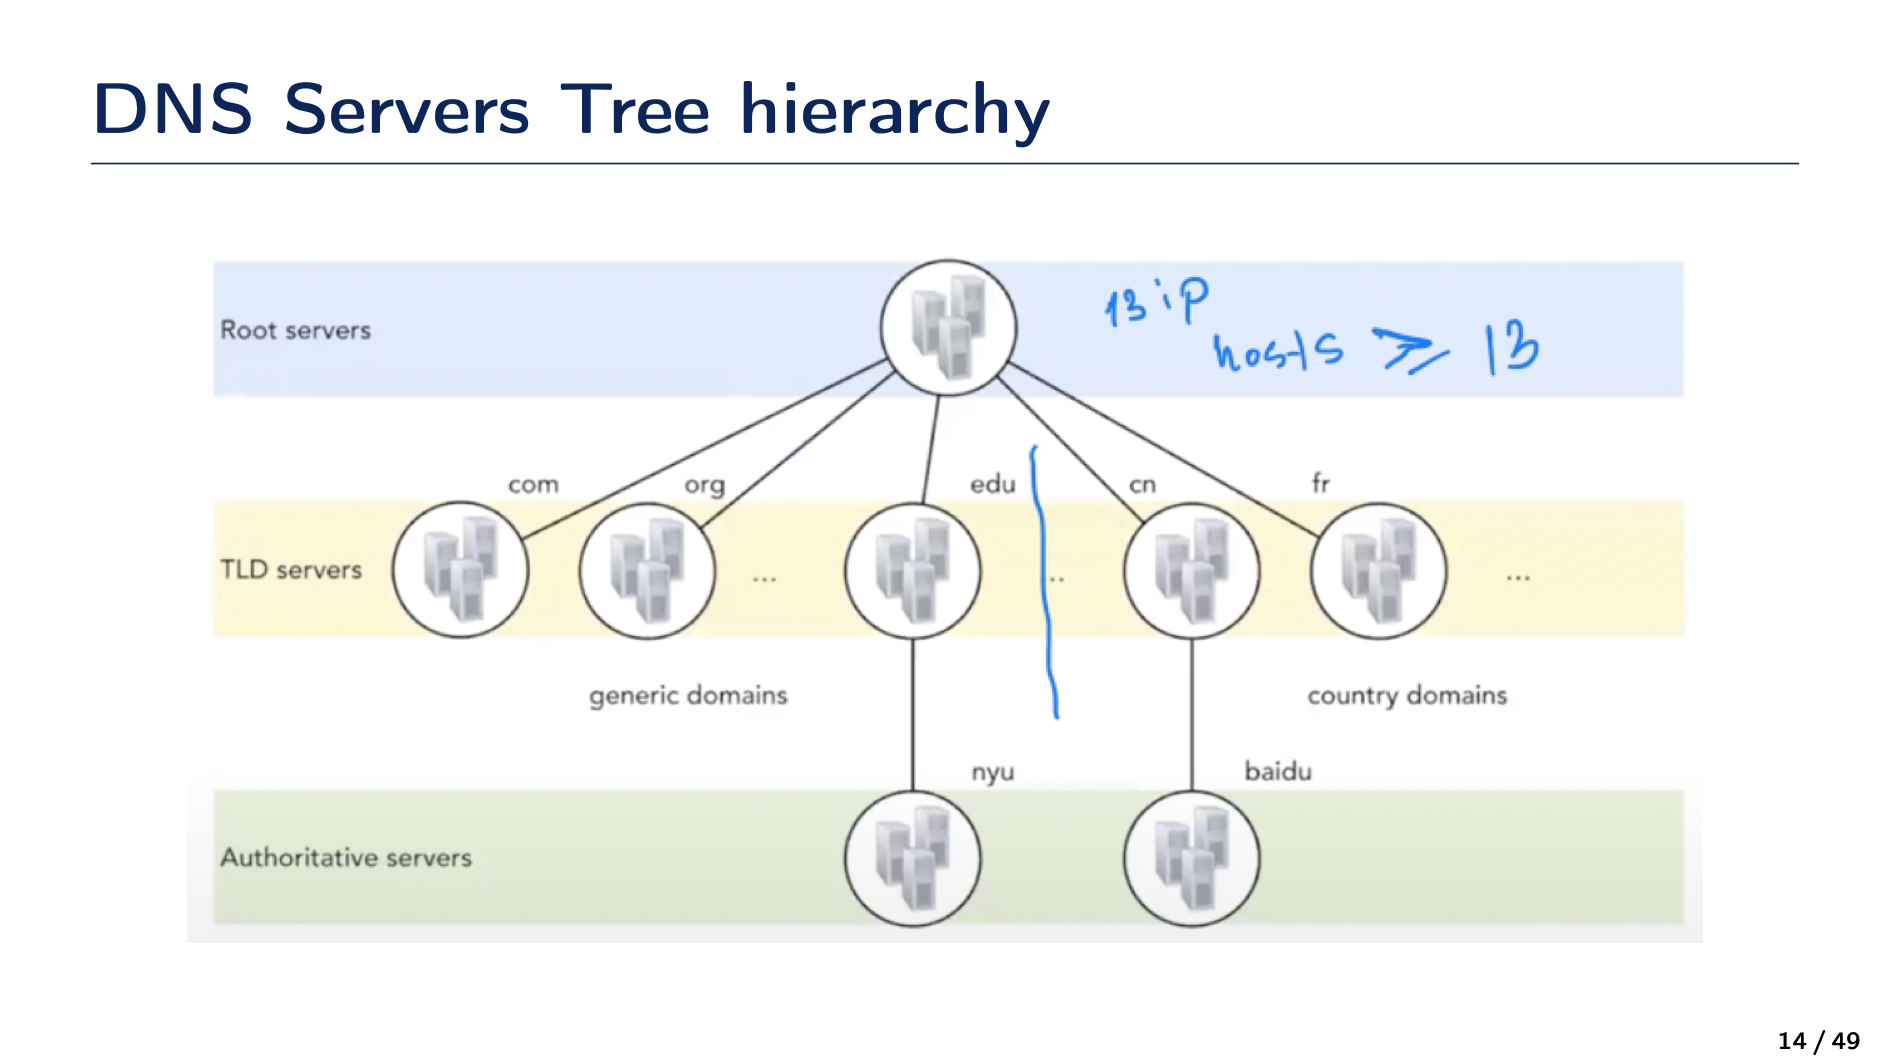 DNS Servers Tree hierarchy
Root servers
13 ip
hosts ⩾ 13
com org edu cn fr
TLD servers ... ... ...
generic domains country domains
nyu baidu
Authoritative servers
14 / 49